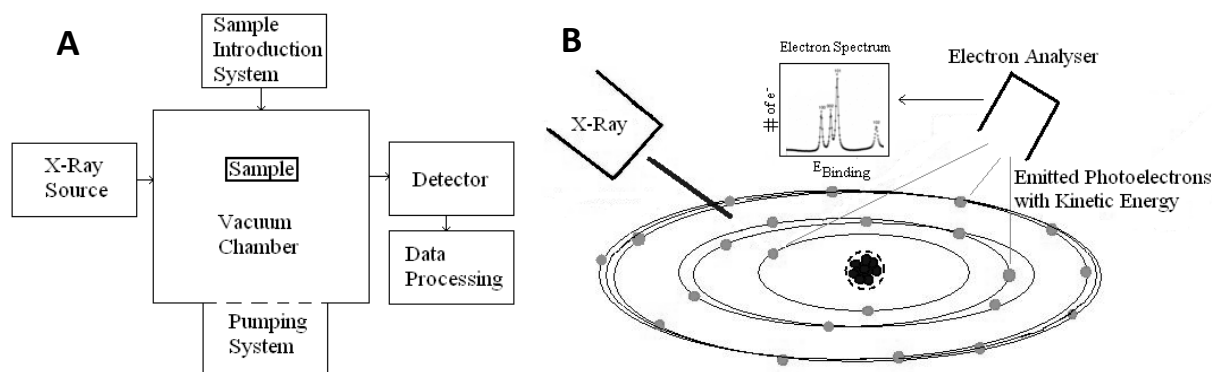 A
Sample
Introduction
System
X-Ray
Source
Sample
Vacuum
Chamber
Detector
Data
Processing
Pumping
System
B
Electron Spectrum
# of e-
E Binding
X-Ray
Electron Analyser
Emitted Photoelectrons
with Kinetic Energy